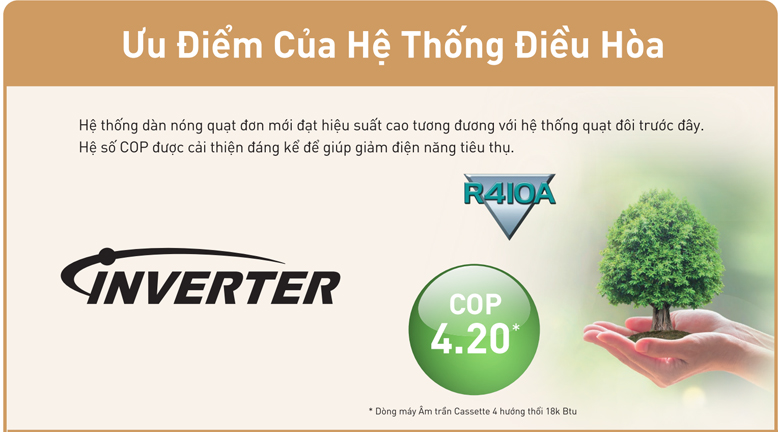 Ưu Điểm Của Hệ Thống Điều Hòa
Hệ thống dàn nóng quạt đơn mới đạt hiệu suất cao tương đương với hệ thống quạt đôi trước đây.
Hệ số COP được cải thiện đáng kể để giúp giảm điện năng tiêu thụ.
R410A
INVERTER
COP
4.20*
* Dòng máy Âm trần Cassette 4 hướng thổi 18k Btu